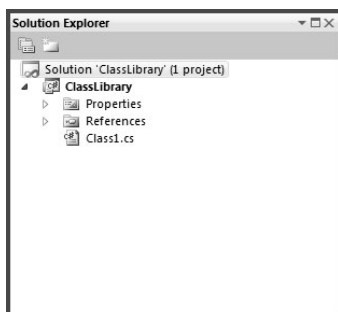 Solution Explorer
Solution 'ClassLibrary' (1 project)
ClassLibrary
Properties
References
Class1.cs